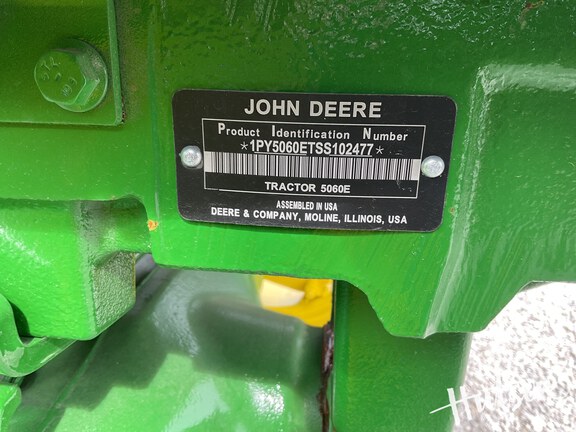 JOHN DEERE
Product Identification Number
*1PY5060ETSS102477*
TRACTOR 5060E
ASSEMBLED IN USA
DEERE & COMPANY, MOLINE, ILLINOIS, USA